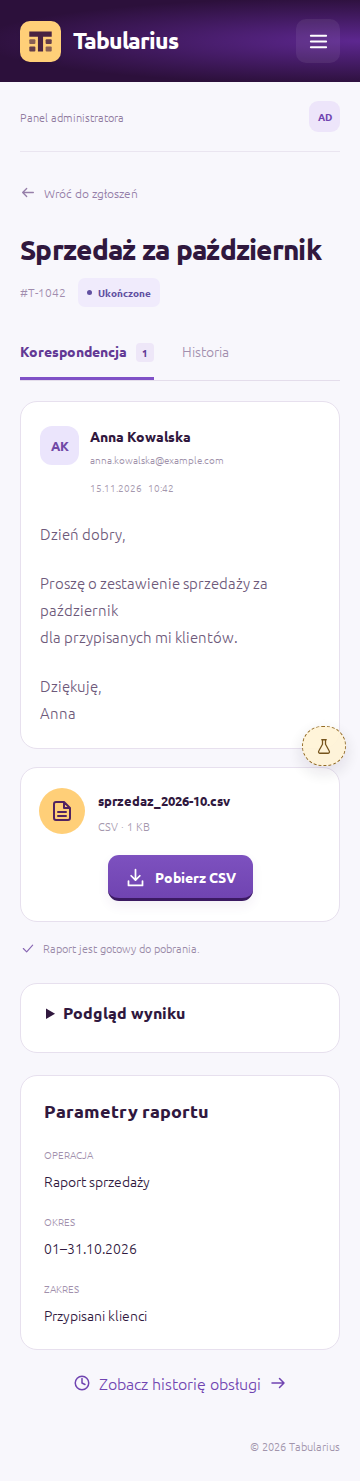 Tabularius
Panel administratora
AD
Wróć do zgłoszeń
Sprzedaż za październik
#T-1042
Ukończone
Korespondencja 1
Historia
AK
Anna Kowalska
anna.kowalska@example.com
15.11.2026 10:42
Dzień dobry,
Proszę o zestawienie sprzedaży za
październik
dla przypisanych mi klientów.
Dziękuję,
Anna
sprzedaz_2026-10.csv
CSV · 1 KB
Pobierz CSV
Raport jest gotowy do pobrania.
Podgląd wyniku
Parametry raportu
OPERACJA
Raport sprzedaży
OKRES
01–31.10.2026
ZAKRES
Przypisani klienci
Zobacz historię obsługi
© 2026 Tabularius